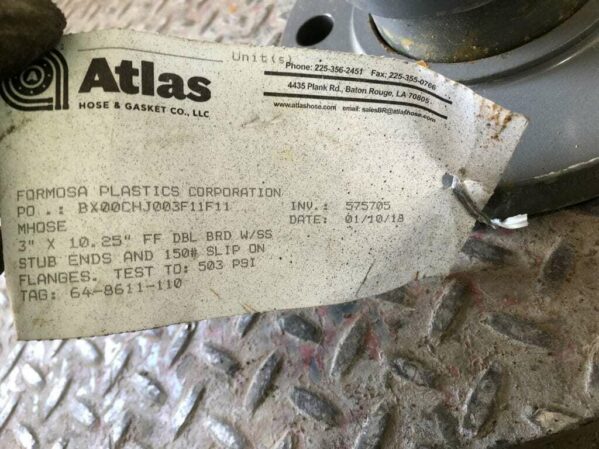 Unit(s)
Atlas
HOSE & GASKET CO., LLC
Phone: 225-356-2451 Fax: 225-355-0766
4435 Plank Rd., Baton Rouge, LA 70805
www.atlashose.com email: salesBR@atlashose.com
FORMOSA PLASTICS CORPORATION
PO .: BX00CHJ003F11F11 INV.: 575705
MHOSE DATE: 01/10/18
3" X 10.25" FF DBL BRD W/SS
STUB ENDS AND 150# SLIP ON
FLANGES. TEST TO: 503 PSI
TAG: 64-8611-110